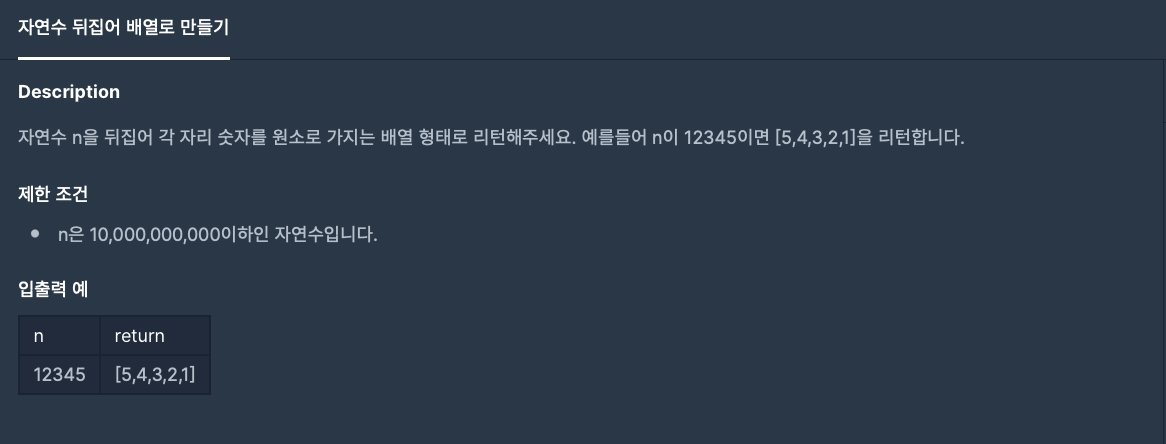 자연수 뒤집어 배열로 만들기
Description
자연수 n을 뒤집어 각 자리 숫자를 원소로 가지는 배열 형태로 리턴해주세요. 예를들어 n이 12345이면 [5,4,3,2,1]을 리턴합니다.
제한 조건
• n은 10,000,000,000이하인 자연수입니다.
입출력 예
n return
12345 [5,4,3,2,1]